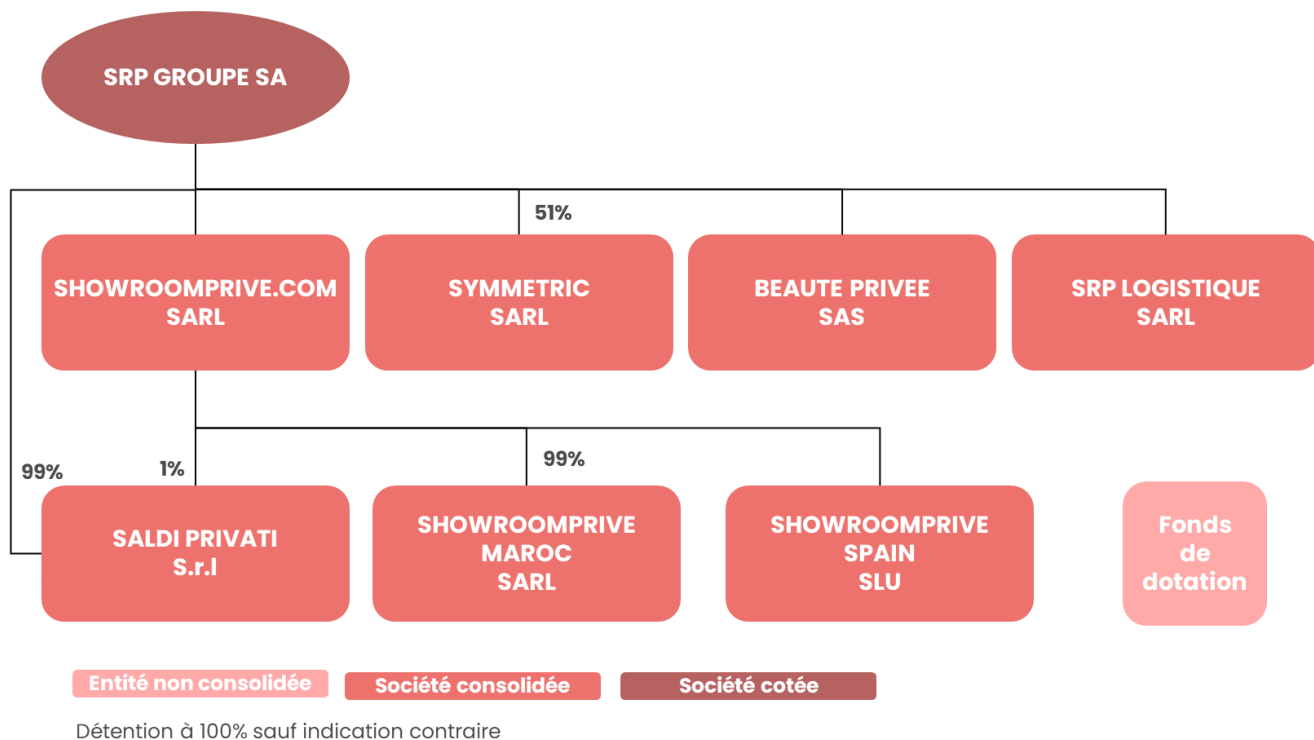 SRP GROUPE SA
51%
SHOWROOMPRIVE.COM
SARL
SYMMETRIC
SARL
BEAUTE PRIVEE
SAS
SRP LOGISTIQUE
SARL
99%
1%
99%
SALDI PRIVATI
S.r.l
SHOWROOMPRIVE
MAROC
SARL
SHOWROOMPRIVE
SPAIN
SLU
Fonds
de
dotation
Entité non consolidée
Société consolidée
Société cotée
Détention à 100% sauf indication contraire